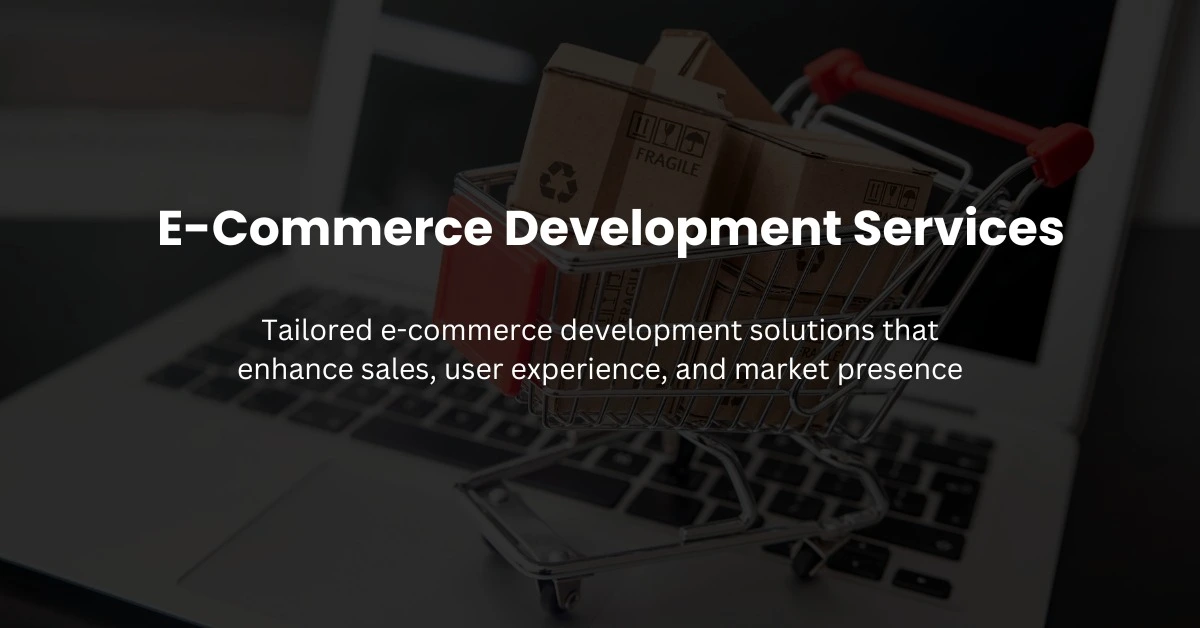 FRAGILE
E-Commerce Development Services
Tailored e-commerce development solutions that
enhance sales, user experience, and market presence